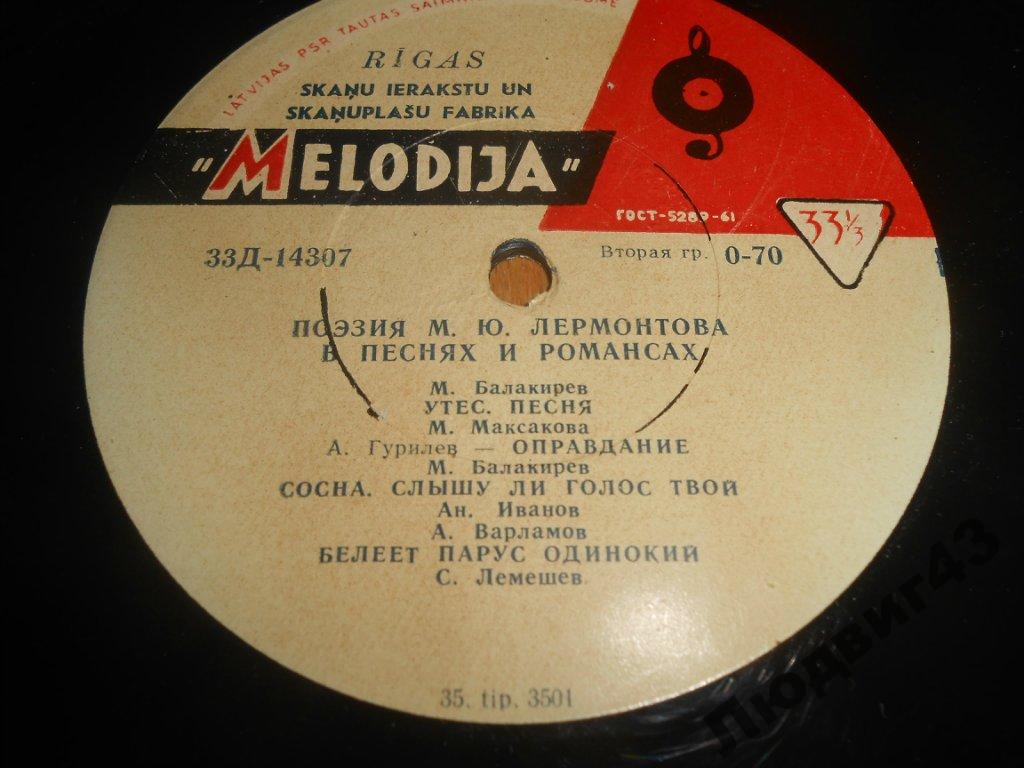 LATVIJAS PSR TAUTAS
RĪGAS
SKAŅU IERAKSTU UN
SKAŅUPLAŠU FABRIKA
"MELODIJA"
ГОСТ-5289-61
33⅓
33Д-14307
Вторая гр. 0-70
ПОЭЗИЯ М. Ю. ЛЕРМОНТОВА
В ПЕСНЯХ И РОМАНСАХ
М. Балакирев
УТЕС. ПЕСНЯ
М. Максакова
А. Гурилев — ОПРАВДАНИЕ
М. Балакирев
СОСНА. СЛЫШУ ЛИ ГОЛОС ТВОЙ
Ан. Иванов
А. Варламов
БЕЛЕЕТ ПАРУС ОДИНОКИЙ
С. Лемешев
35. tip. 3501
Людвиг43